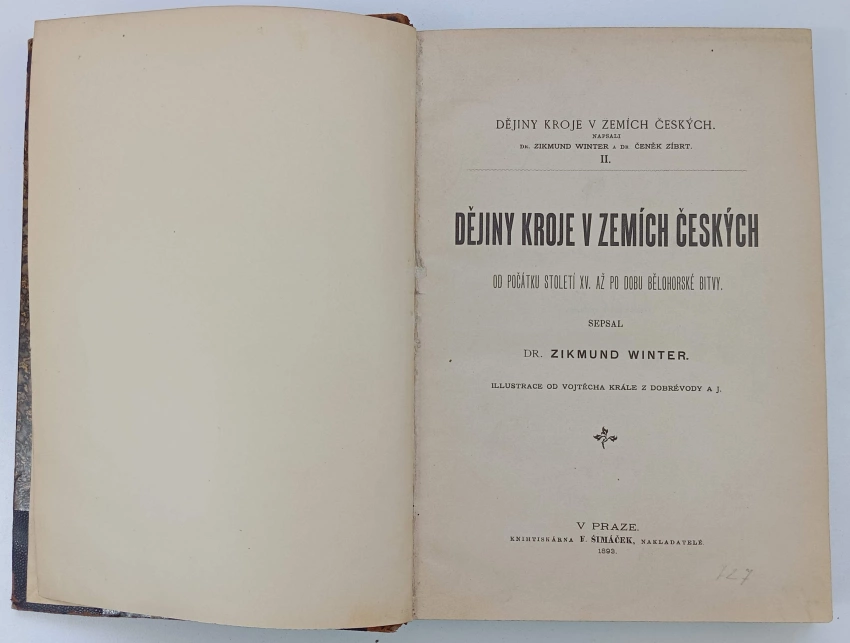 DĚJINY KROJE V ZEMÍCH ČESKÝCH.
NAPSALI
DR. ZIKMUND WINTER A DR. ČENĚK ZÍBRT.
II.
DĚJINY KROJE V ZEMÍCH ČESKÝCH
OD POČÁTKU STOLETÍ XV. AŽ PO DOBU BĚLOHORSKÉ BITVY.
SEPSAL
DR. ZIKMUND WINTER.
ILLUSTRACE OD VOJTĚCHA KRÁLE Z DOBRÉVODY A J.
V PRAZE.
KNIHTISKÁRNA F. ŠIMÁČEK, NAKLADATELÉ.
1893.
127